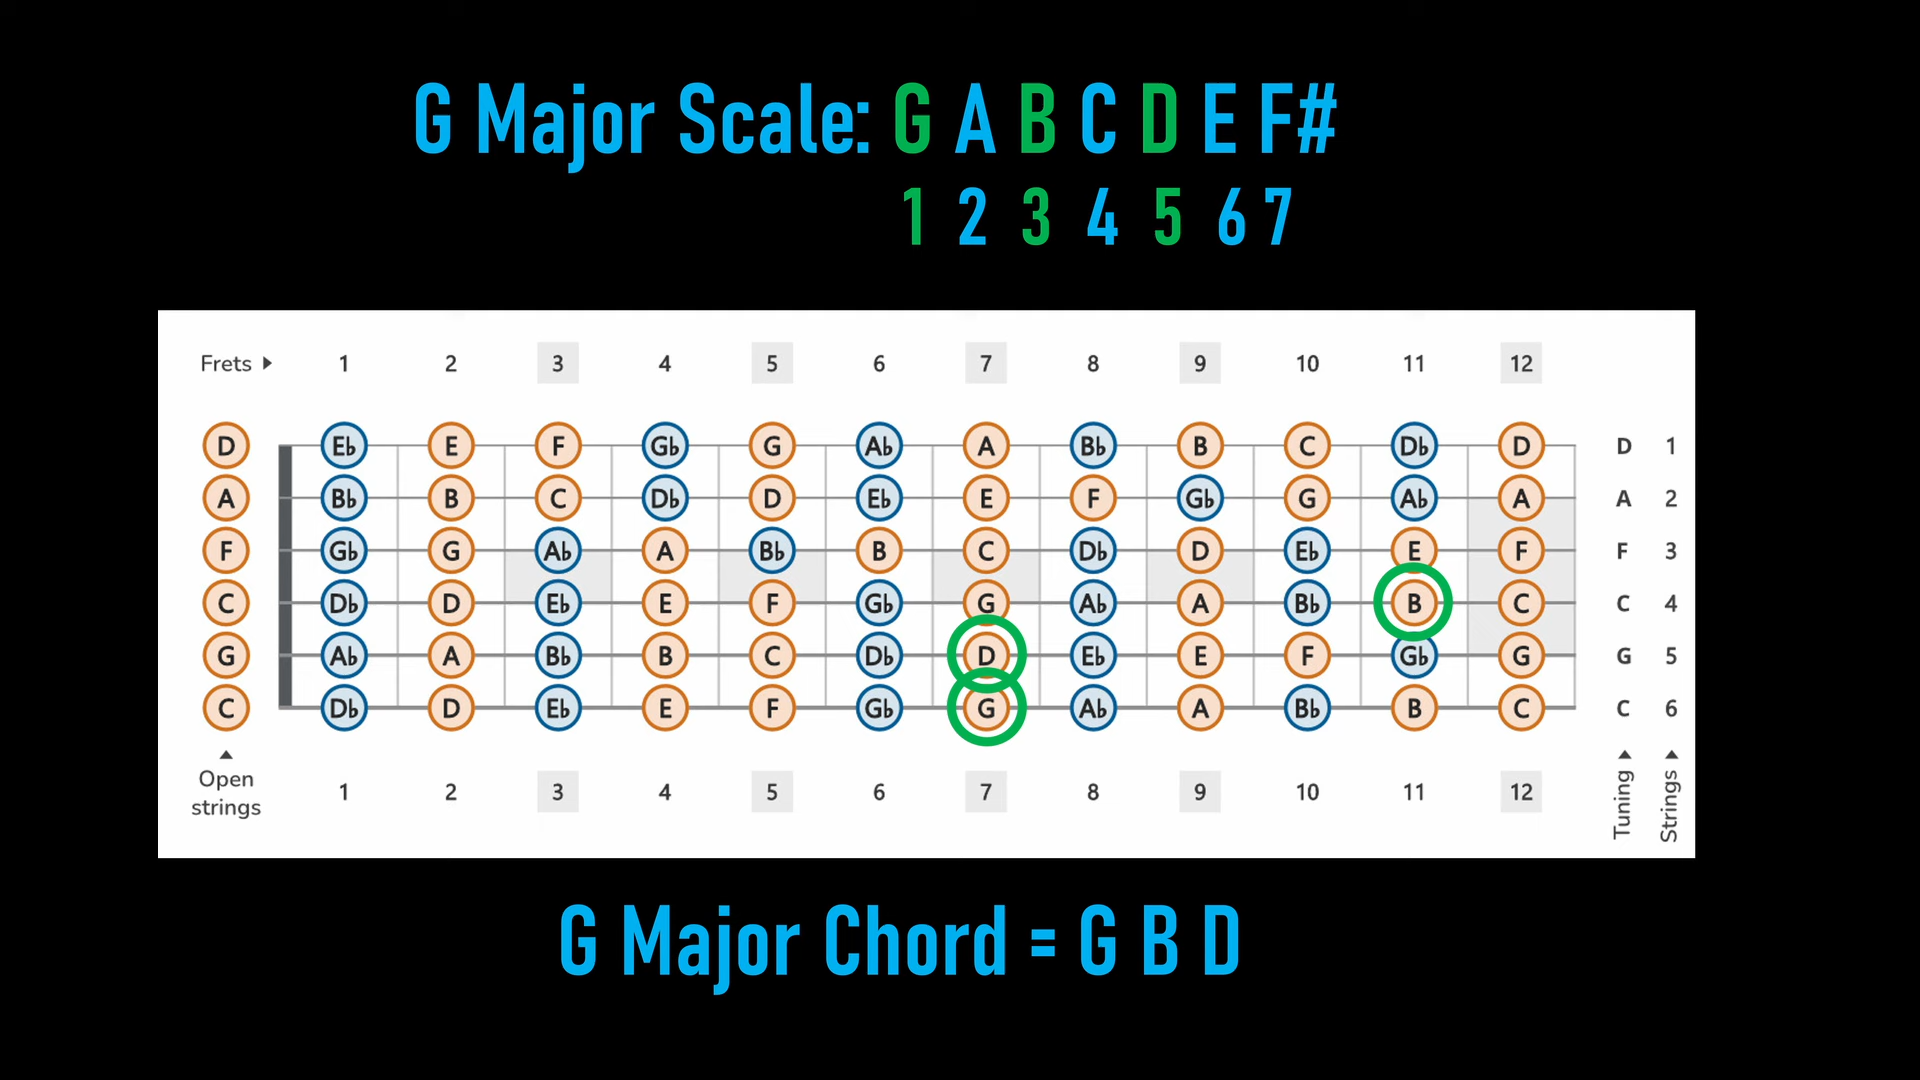 G Major Scale: G A B C D E F#
1 2 3 4 5 6 7
Frets 1 2 3 4 5 6 7 8 9 10 11 12
D Eb E F Gb G Ab A Bb B C Db D D 1
A Bb B C Db D Eb E F Gb G Ab A A 2
F Gb G Ab A Bb B C Db D Eb E F F 3
C Db D Eb E F Gb G Ab A Bb B C C 4
G Ab A Bb B C Db D Eb E F Gb G G 5
C Db D Eb E F Gb G Ab A Bb B C C 6
Open strings 1 2 3 4 5 6 7 8 9 10 11 12 Tuning Strings
G Major Chord = G B D